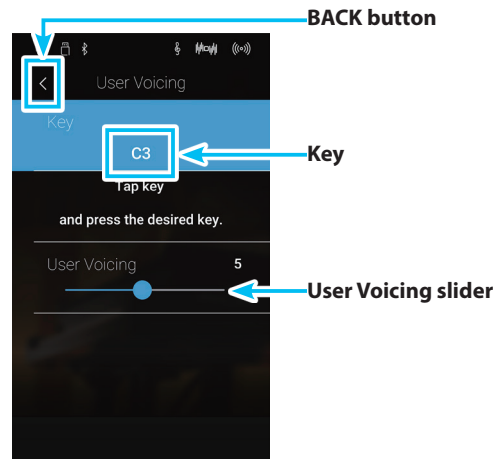 BACK button
User Voicing
Key
C3
Key
Tap key
and press the desired key.
User Voicing 5
User Voicing slider